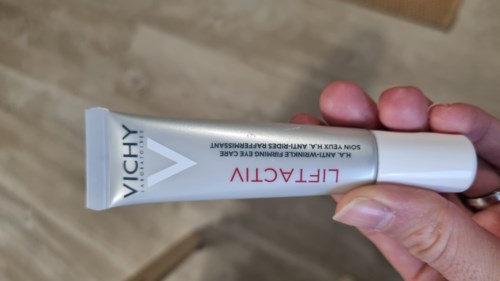 VICHY
LABORATOIRES
LIFTACTIV
H.A. ANTI-WRINKLE FIRMING EYE CARE
SOIN YEUX H.A. ANTI-RIDES RAFFERMISSANT